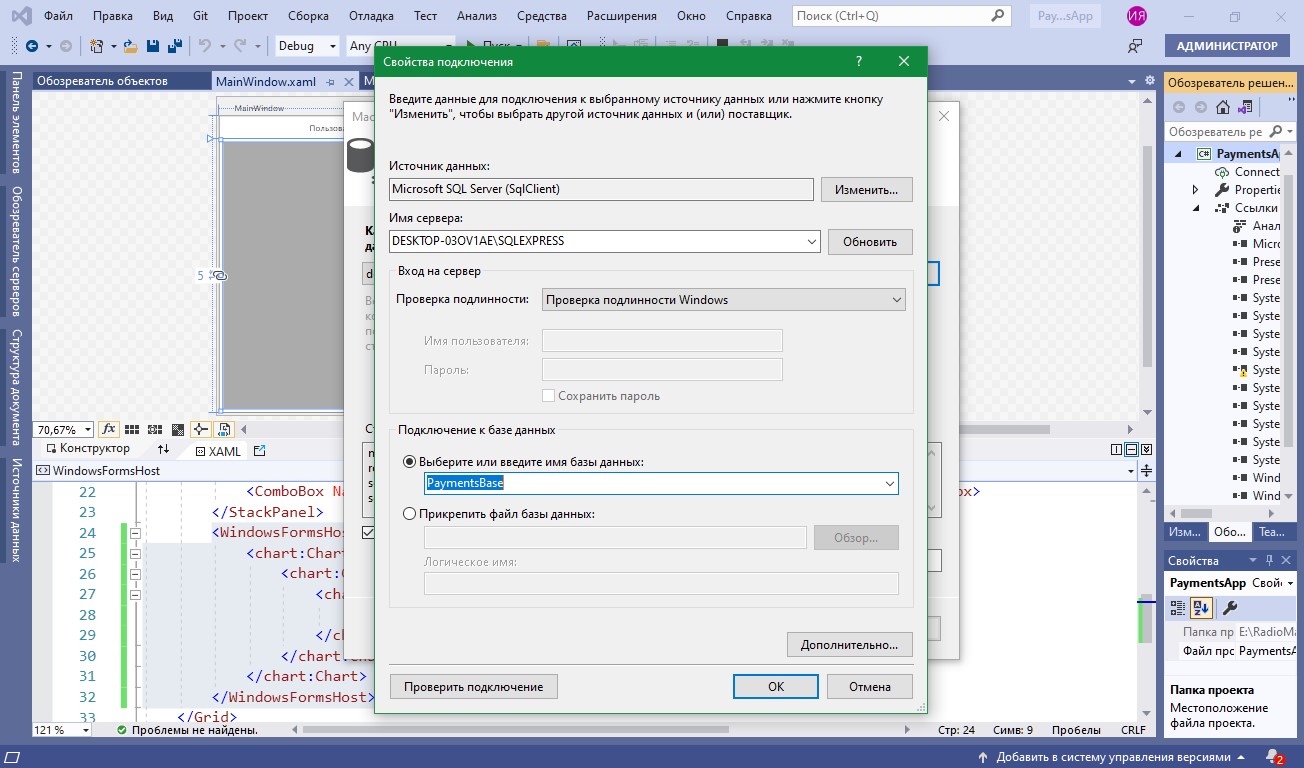 Файл Правка Вид Git Проект Сборка Отладка Тест Анализ Средства Расширения Окно Справка Поиск (Ctrl+Q) Pay...sApp ИЯ
Debug Any CPU Пуск АДМИНИСТРАТОР
Обозреватель объектов MainWindow.xaml
Панель элементов
Обозреватель серверов
Структура документа
Источники данных
MainWindow
5
Свойства подключения ?
Введите данные для подключения к выбранному источнику данных или нажмите кнопку
"Изменить", чтобы выбрать другой источник данных и (или) поставщик.
Источник данных:
Microsoft SQL Server (SqlClient) Изменить...
Имя сервера:
DESKTOP-03OV1AE\SQLEXPRESS Обновить
Вход на сервер
Проверка подлинности: Проверка подлинности Windows
Имя пользователя:
Пароль:
Сохранить пароль
Подключение к базе данных
Выберите или введите имя базы данных:
PaymentsBase
Прикрепить файл базы данных:
Обзор...
Логическое имя:
Дополнительно...
Проверить подключение ОК Отмена
70,67%
Конструктор XAML
WindowsFormsHost
22 <ComboBox Na ox>
23 </StackPanel>
24 <WindowsFormsHos
25 <chart:Chart
26 <chart:C
27 <cha
28
29 </ch
30 </chart:Cha
31 </chart:Chart>
32 </WindowsFormsHost>
33 </Grid>
121 % Проблемы не найдены. Стр: 24 Симв: 9 Пробелы CRLF
Обозреватель решен...
Обозреватель ре
PaymentsA
Connect
Propertie
Ссылки
Анал
Micro
Prese
Prese
Syste
Syste
Syste
Syste
Syste
Syste
Syste
Syste
Syste
Syste
Wind
Wind
Изм... Обо... Tea...
Свойства
PaymentsApp Свой
Папка пр E:\RadioMa
Файл прс PaymentsA
Папка проекта
Местоположение
файла проекта.
Добавить в систему управления версиями 2